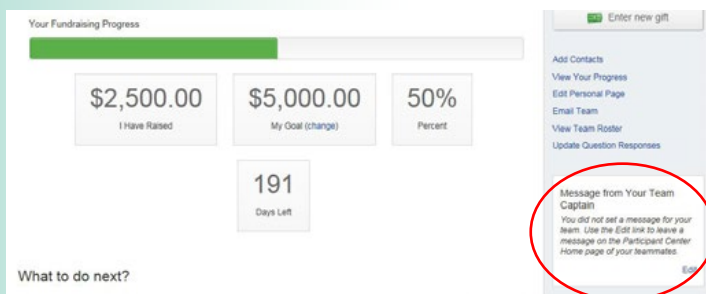 Your Fundraising Progress
$2,500.00
I Have Raised
$5,000.00
My Goal (change)
50%
Percent
191
Days Left
What to do next?
Enter new gift
Add Contacts
View Your Progress
Edit Personal Page
Email Team
View Team Roster
Update Question Responses
Message from Your Team
Captain
You did not set a message for your
team. Use the Edit link to leave a
message on the Participant Center
Home page of your teammates.
Edit